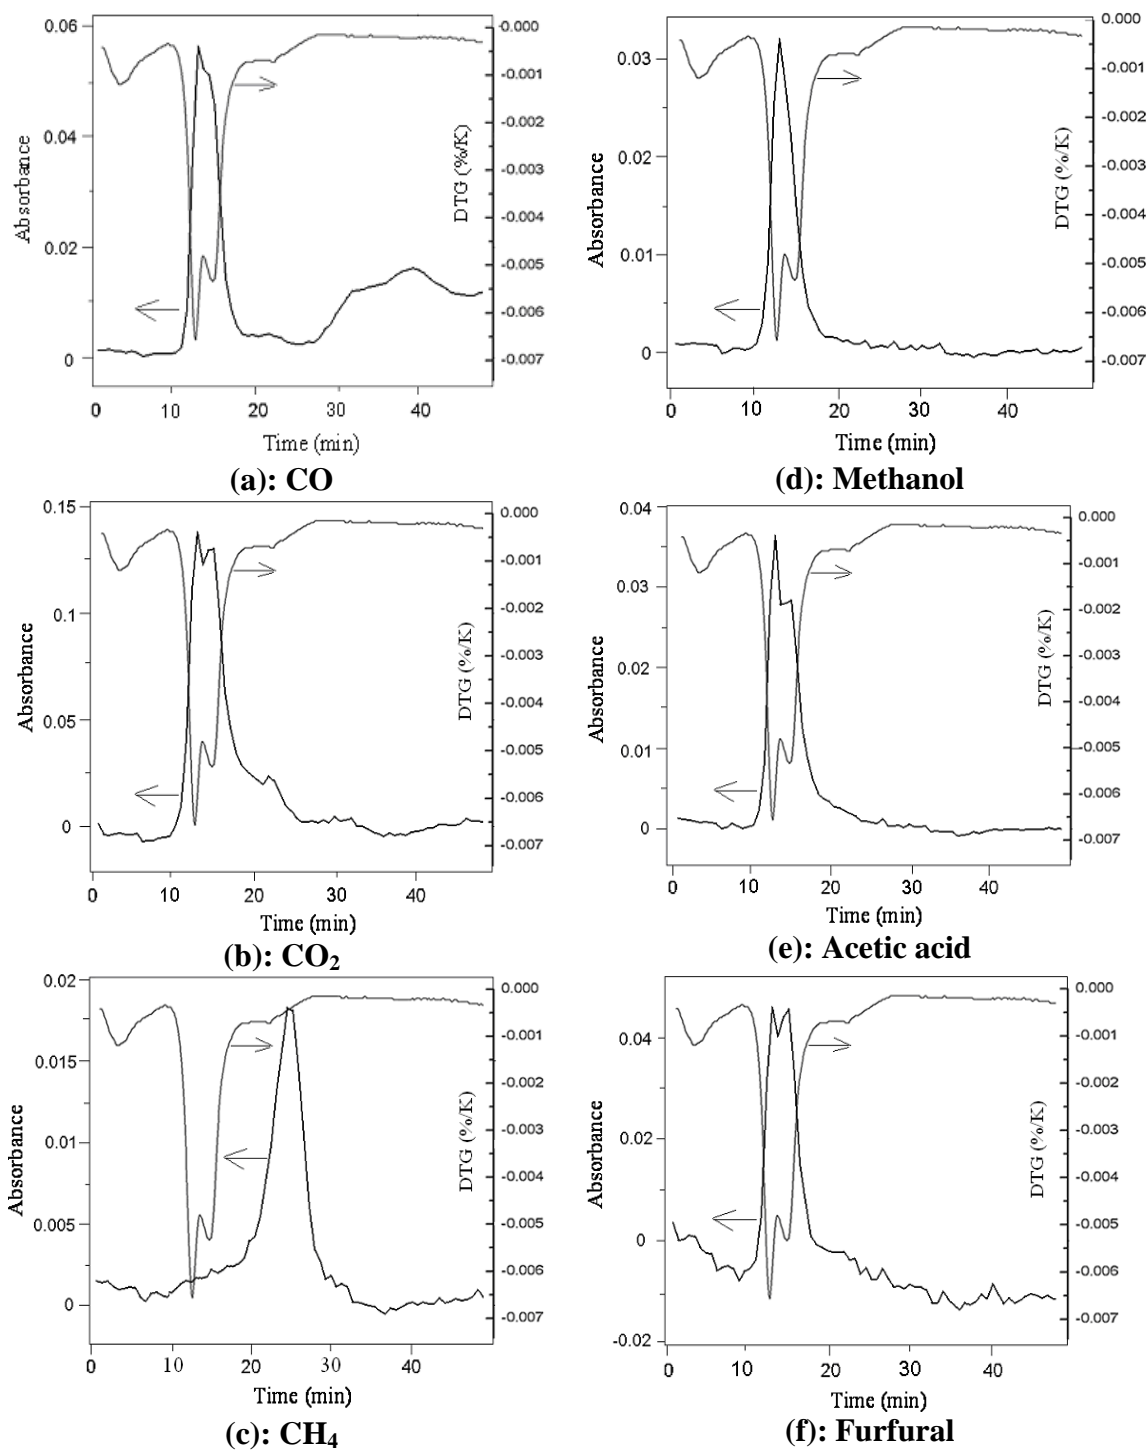 0.06
0.04
0.02
0
Absorbance
0.000
-0.001
-0.002
-0.003
-0.004
-0.005
-0.006
-0.007
DTG (%/K)
0 10 20 30 40
Time (min)
(a): CO
0.03
0.02
0.01
0
Absorbance
0.000
-0.001
-0.002
-0.003
-0.004
-0.005
-0.006
-0.007
DTG (%/K)
0 10 20 30 40
Time (min)
(d): Methanol
0.15
0.1
0.05
0
Absorbance
0.000
-0.001
-0.002
-0.003
-0.004
-0.005
-0.006
-0.007
DTG (%/K)
0 10 20 30 40
Time (min)
(b): CO₂
0.04
0.03
0.02
0.01
0
Absorbance
0.000
-0.001
-0.002
-0.003
-0.004
-0.005
-0.006
-0.007
DTG (%/K)
0 10 20 30 40
Time (min)
(e): Acetic acid
0.02
0.015
0.01
0.005
0
Absorbance
0.000
-0.001
-0.002
-0.003
-0.004
-0.005
-0.006
-0.007
DTG (%/K)
0 10 20 30 40
Time (min)
(c): CH₄
0.04
0.02
0
-0.02
Absorbance
0.000
-0.001
-0.002
-0.003
-0.004
-0.005
-0.006
-0.007
DTG (%/K)
0 10 20 30 40
Time (min)
(f): Furfural